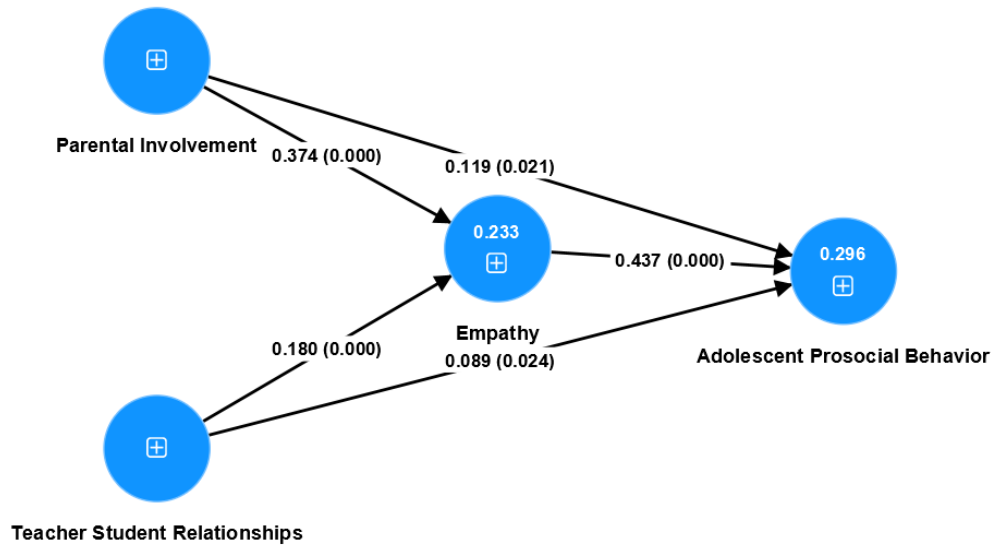 Parental Involvement
0.374 (0.000)
0.119 (0.021)
0.233
0.296
0.437 (0.000)
Empathy
0.180 (0.000)
0.089 (0.024)
Adolescent Prosocial Behavior
Teacher Student Relationships